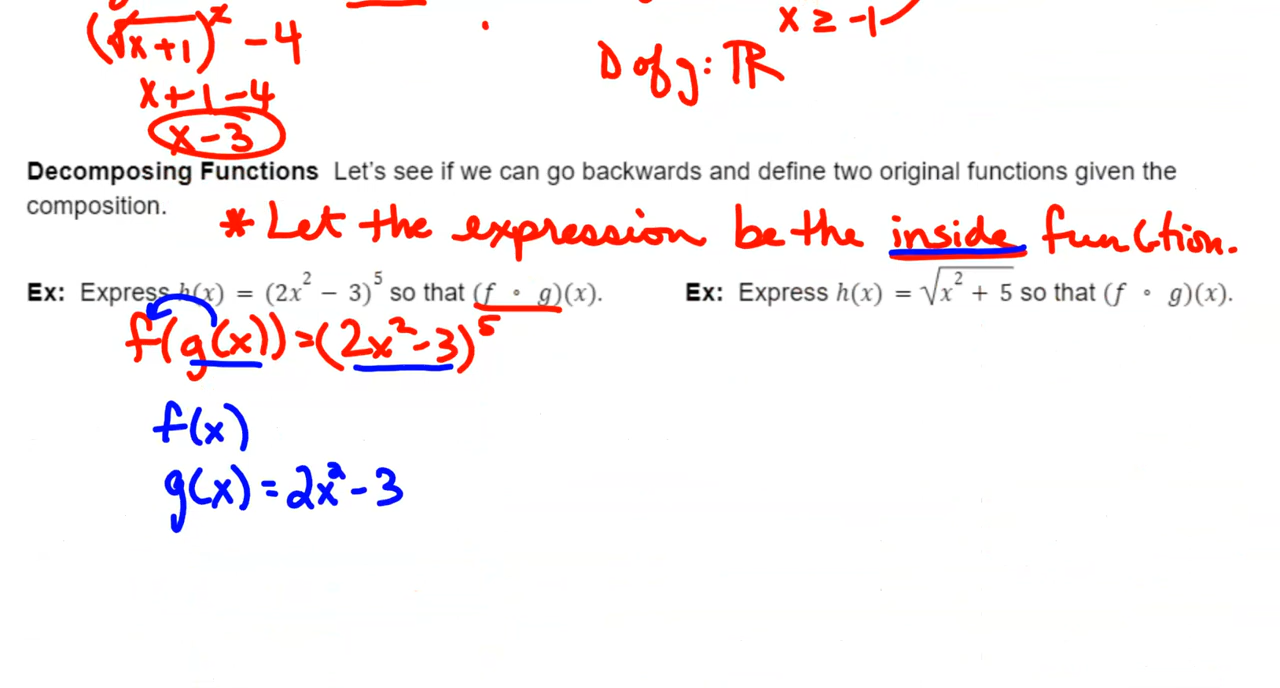 (√x+1)² - 4
x ≥ -1
D of g: ℝ
x+1-4
x-3
Decomposing Functions Let's see if we can go backwards and define two original functions given the
composition.
* Let the expression be the inside function.
Ex: Express h(x) = (2x² − 3)⁵ so that (f ∘ g)(x).
Ex: Express h(x) = √(x² + 5) so that (f ∘ g)(x).
f(g(x)) = (2x²-3)⁵
f(x)
g(x) = 2x² - 3